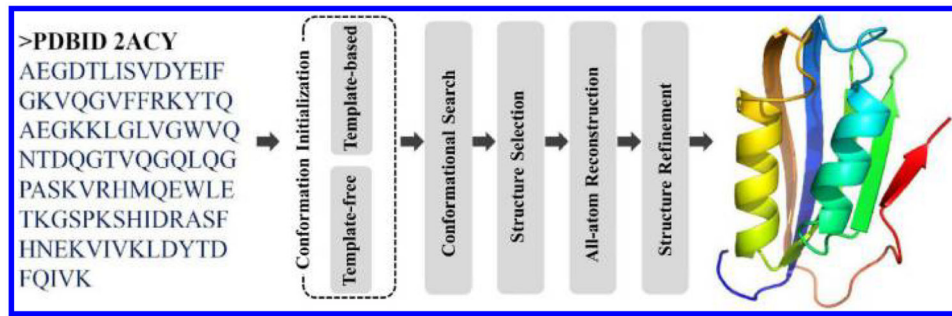 >PDBID 2ACY
AEGDTLISVDYEIF
GKVQGVFFRKYTQ
AEGKKLGLVGWVQ
NTDQGTVQGQLQG
PASKVRHMQEWLE
TKGSPKSHIDRASF
HNEKVIVKLDYTD
FQIVK
Conformation Initialization
Template-based
Template-free
Conformational Search
Structure Selection
All-atom Reconstruction
Structure Refinement